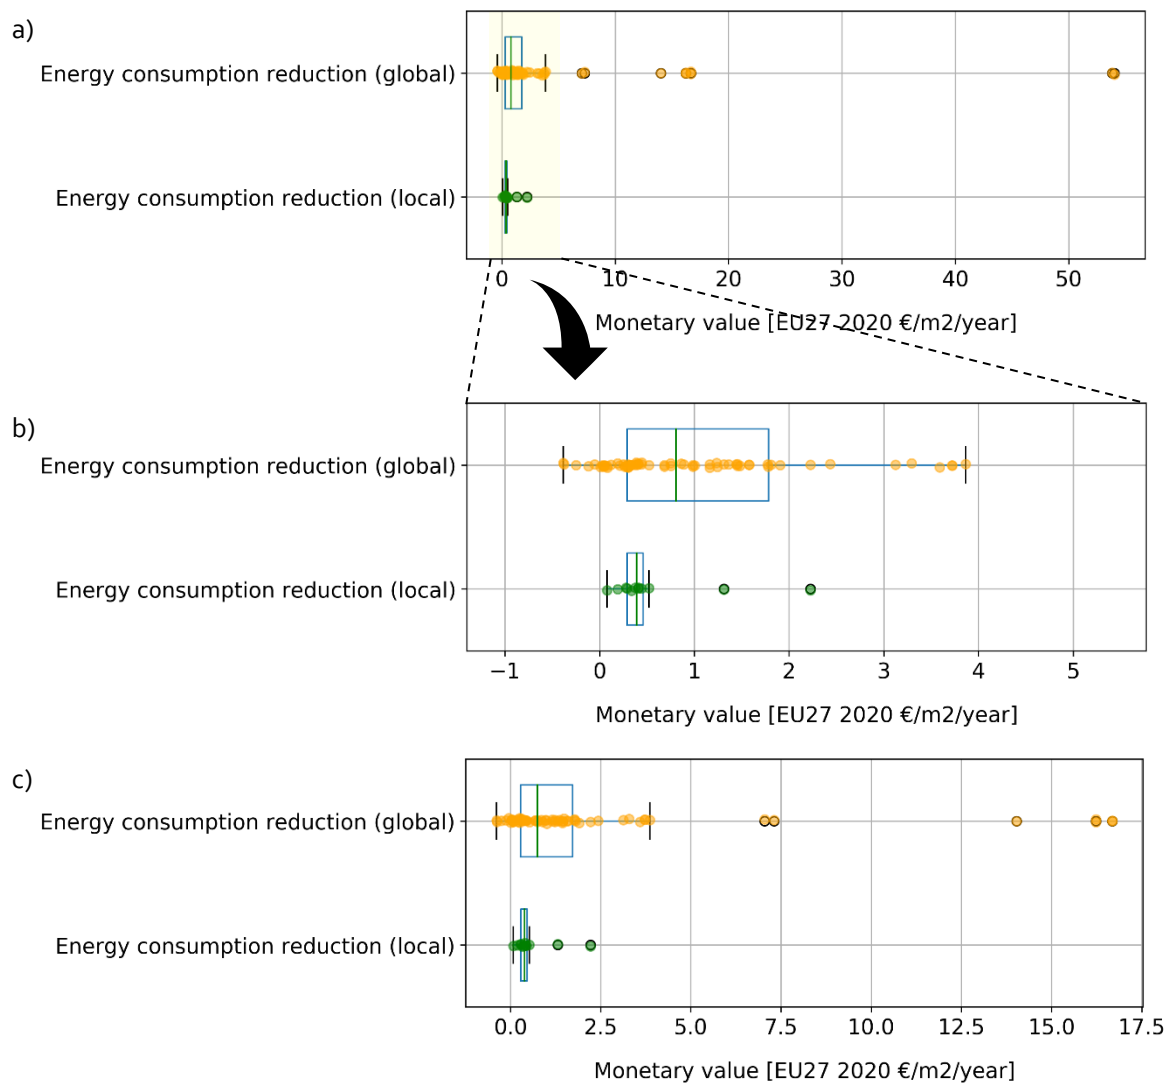 a)
Energy consumption reduction (global)
Energy consumption reduction (local)
0 10 20 30 40 50
Monetary value [EU27 2020 €/m2/year]
b)
Energy consumption reduction (global)
Energy consumption reduction (local)
−1 0 1 2 3 4 5
Monetary value [EU27 2020 €/m2/year]
c)
Energy consumption reduction (global)
Energy consumption reduction (local)
0.0 2.5 5.0 7.5 10.0 12.5 15.0 17.5
Monetary value [EU27 2020 €/m2/year]